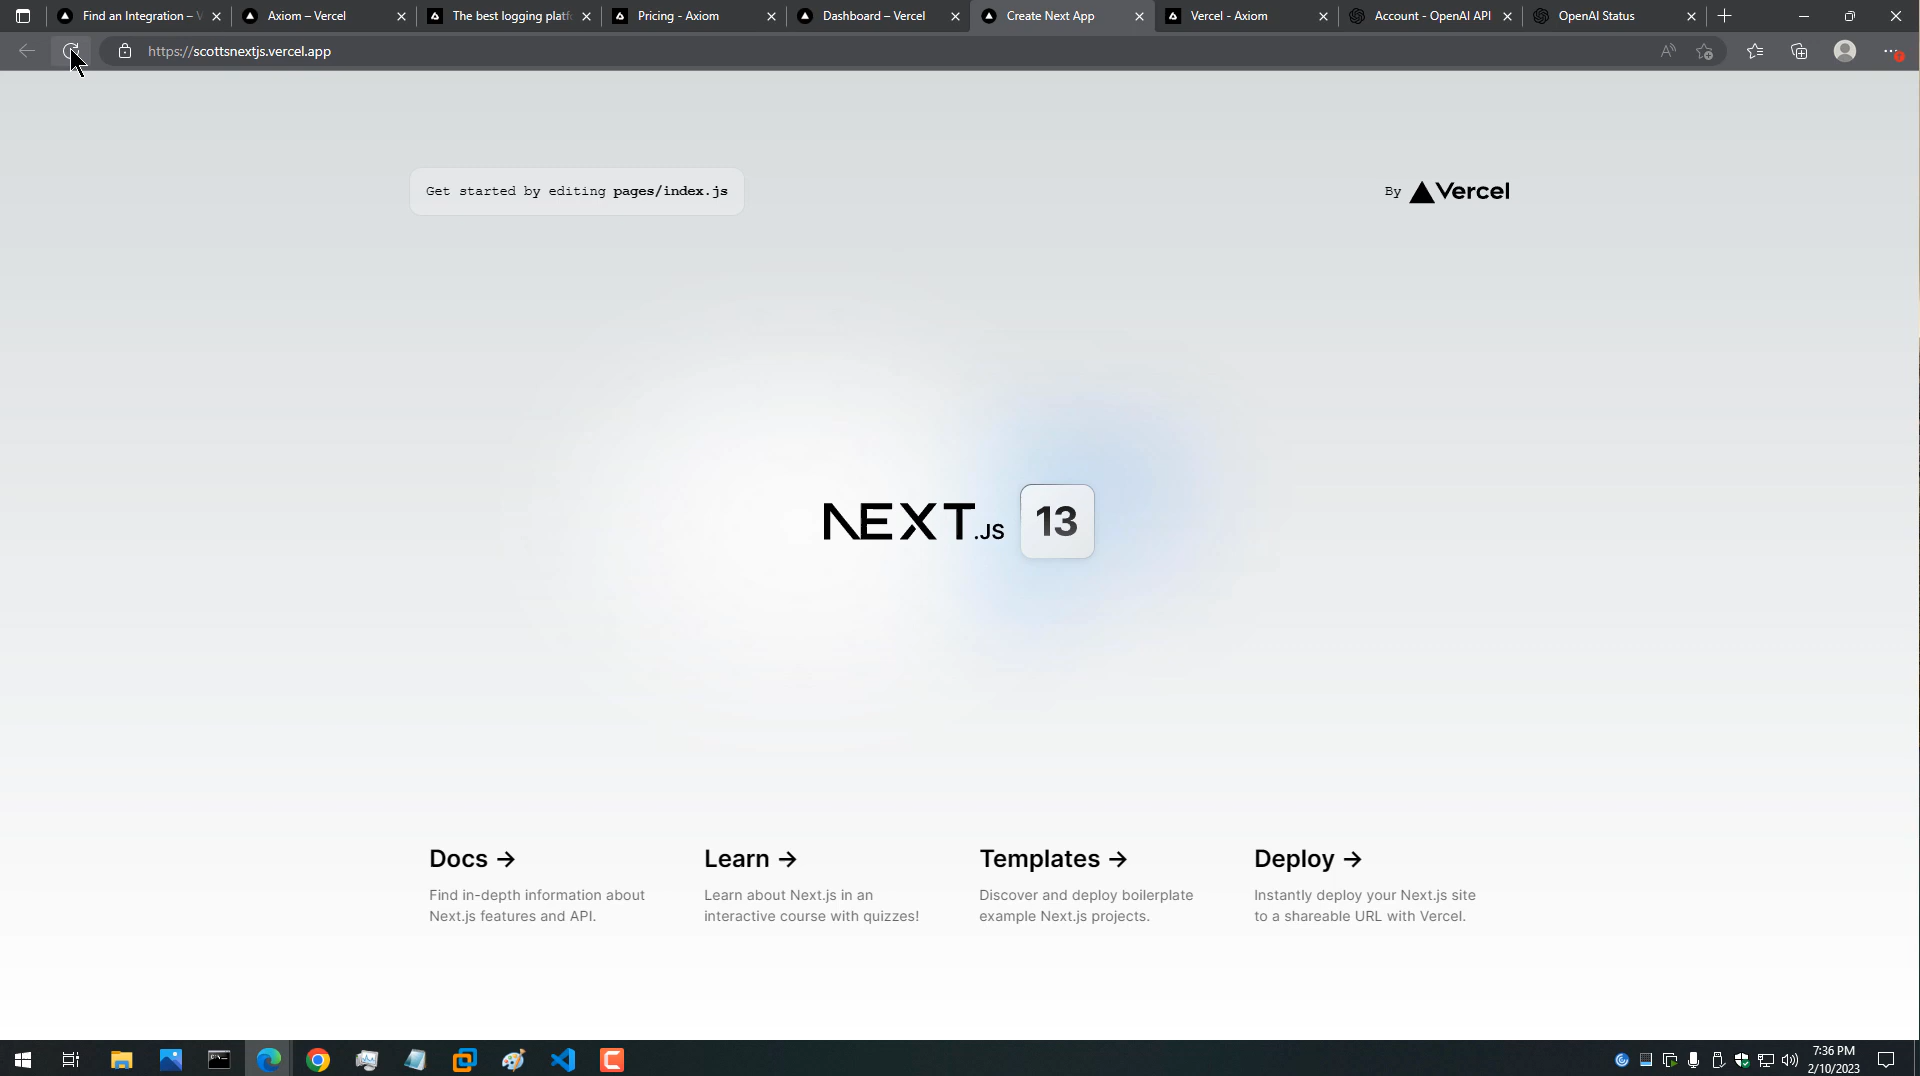 Find an Integration –
Axiom – Vercel
The best logging platf
Pricing - Axiom
Dashboard – Vercel
Create Next App
Vercel - Axiom
Account - OpenAI API
OpenAI Status
https://scottsnextjs.vercel.app
Get started by editing pages/index.js
By Vercel
NEXT.JS 13
Docs ->
Find in-depth information about
Next.js features and API.
Learn ->
Learn about Next.js in an
interactive course with quizzes!
Templates ->
Discover and deploy boilerplate
example Next.js projects.
Deploy ->
Instantly deploy your Next.js site
to a shareable URL with Vercel.
7:36 PM
2/10/2023